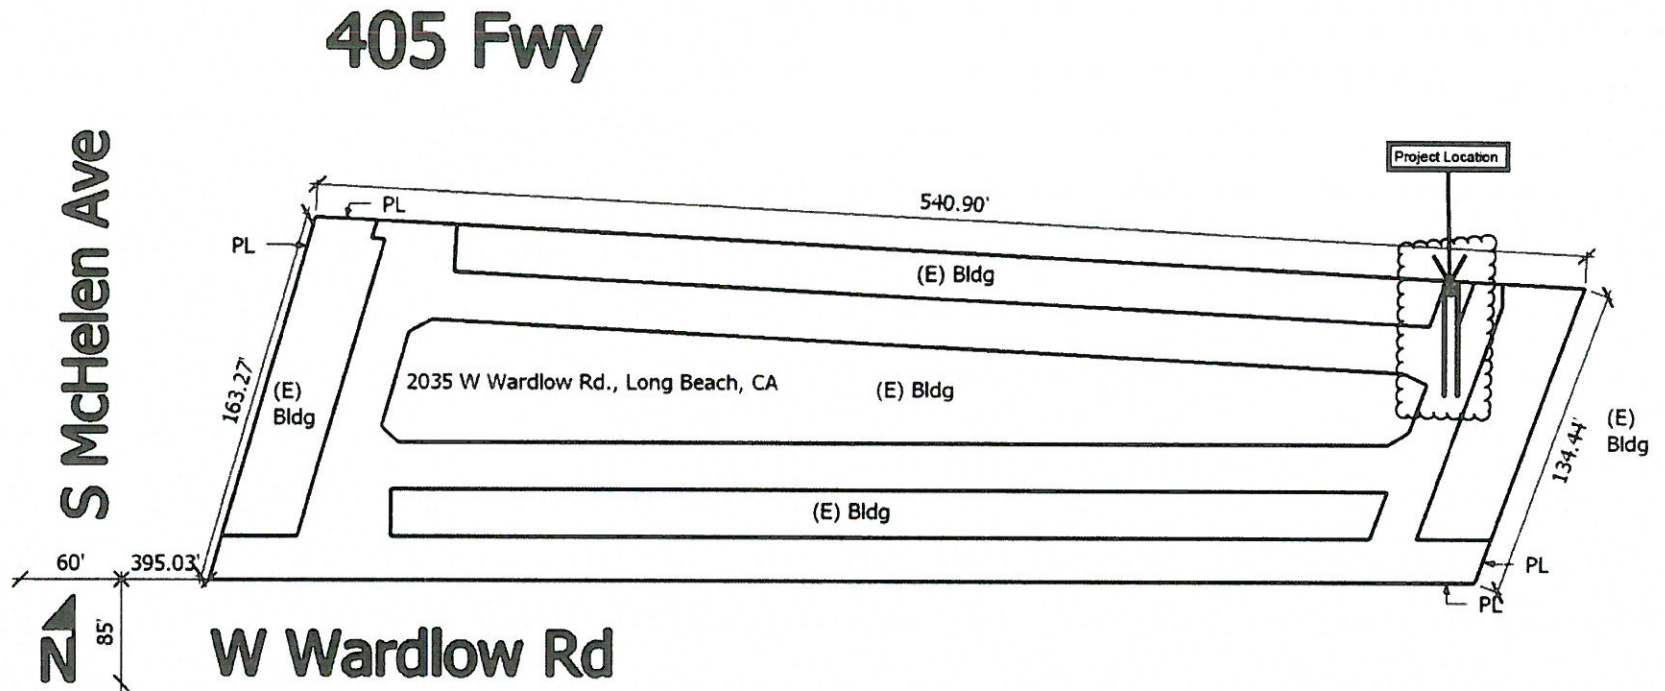 405 Fwy
S McHelen Ave
Project Location
540.90'
PL
PL
(E) Bldg
163.27'
(E)
Bldg
2035 W Wardlow Rd., Long Beach, CA
(E) Bldg
134.44'
(E)
Bldg
(E) Bldg
60'
395.03'
PL
PL
N
85'
W Wardlow Rd